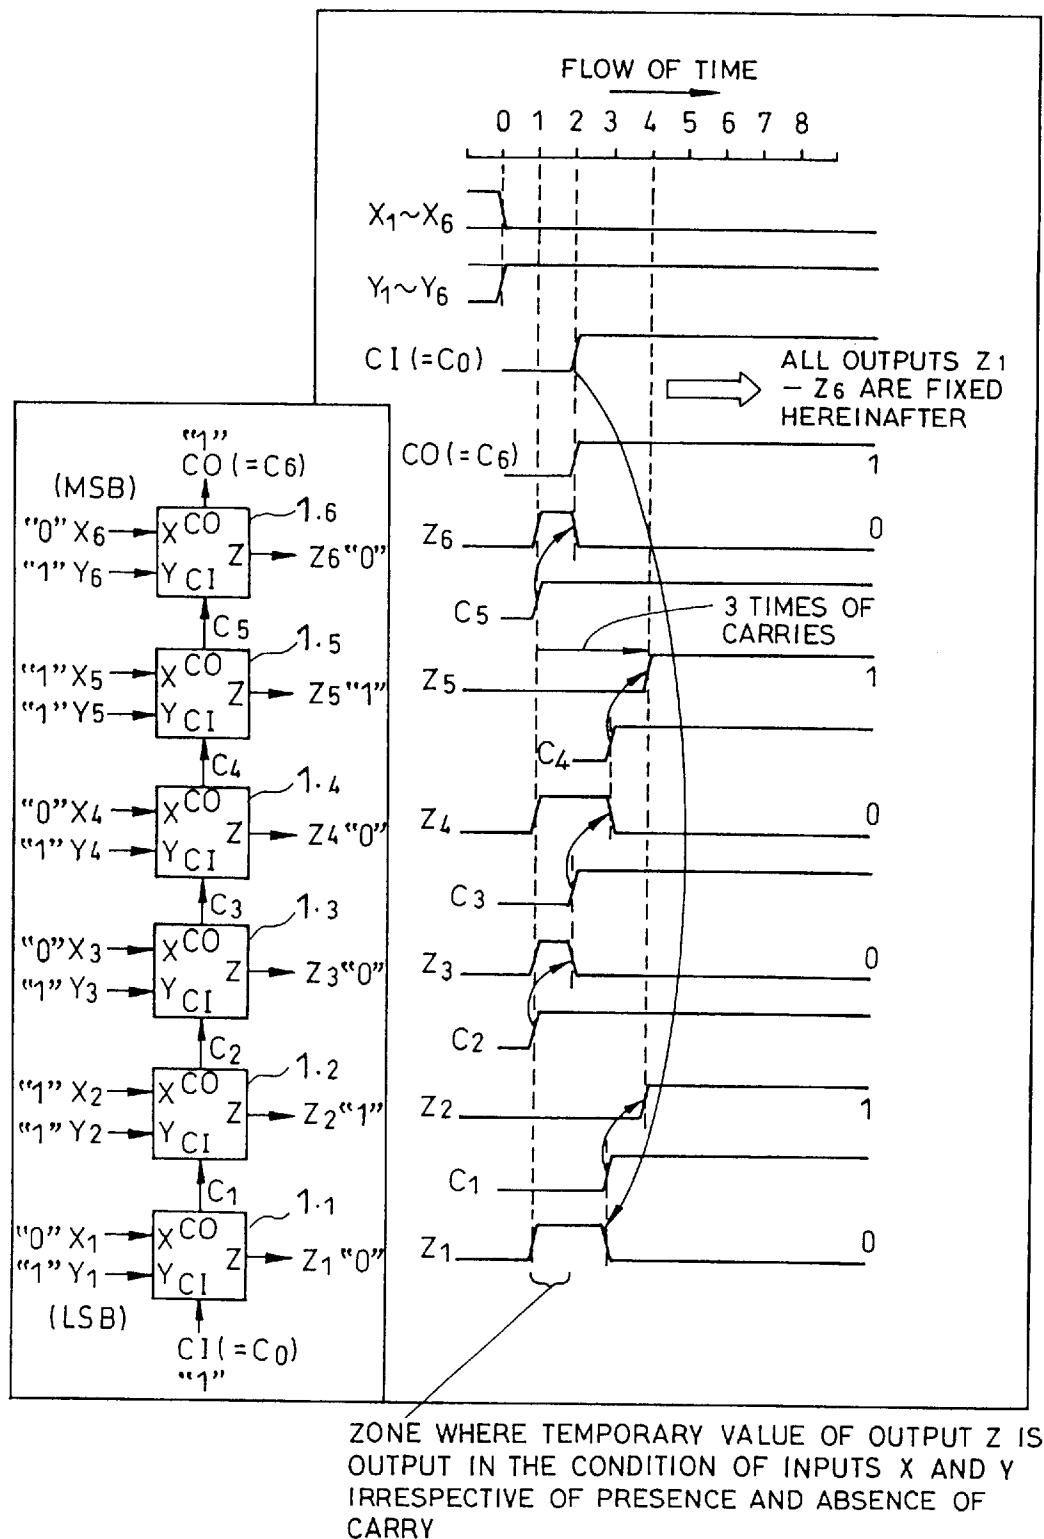 FLOW OF TIME
0 1 2 3 4 5 6 7 8
X1~X6
Y1~Y6
CI(=C0)
ALL OUTPUTS Z1
– Z6 ARE FIXED
HEREINAFTER
CO(=C6)
1
Z6
0
C5
3 TIMES OF
CARRIES
Z5
1
C4
Z4
0
C3
Z3
0
C2
Z2
1
C1
Z1
0
"1"
CO(=C6)
(MSB)
1.6
"0" X6
X CO
Z
Z6 "0"
"1" Y6
Y CI
C5
1.5
"1" X5
X CO
Z
Z5 "1"
"1" Y5
Y CI
C4
1.4
"0" X4
X CO
Z
Z4 "0"
"1" Y4
Y CI
C3
1.3
"0" X3
X CO
Z
Z3 "0"
"1" Y3
Y CI
C2
1.2
"1" X2
X CO
Z
Z2 "1"
"1" Y2
Y CI
C1
1.1
"0" X1
X CO
Z
Z1 "0"
"1" Y1
Y CI
(LSB)
CI(=C0)
"1"
ZONE WHERE TEMPORARY VALUE OF OUTPUT Z IS
OUTPUT IN THE CONDITION OF INPUTS X AND Y
IRRESPECTIVE OF PRESENCE AND ABSENCE OF
CARRY